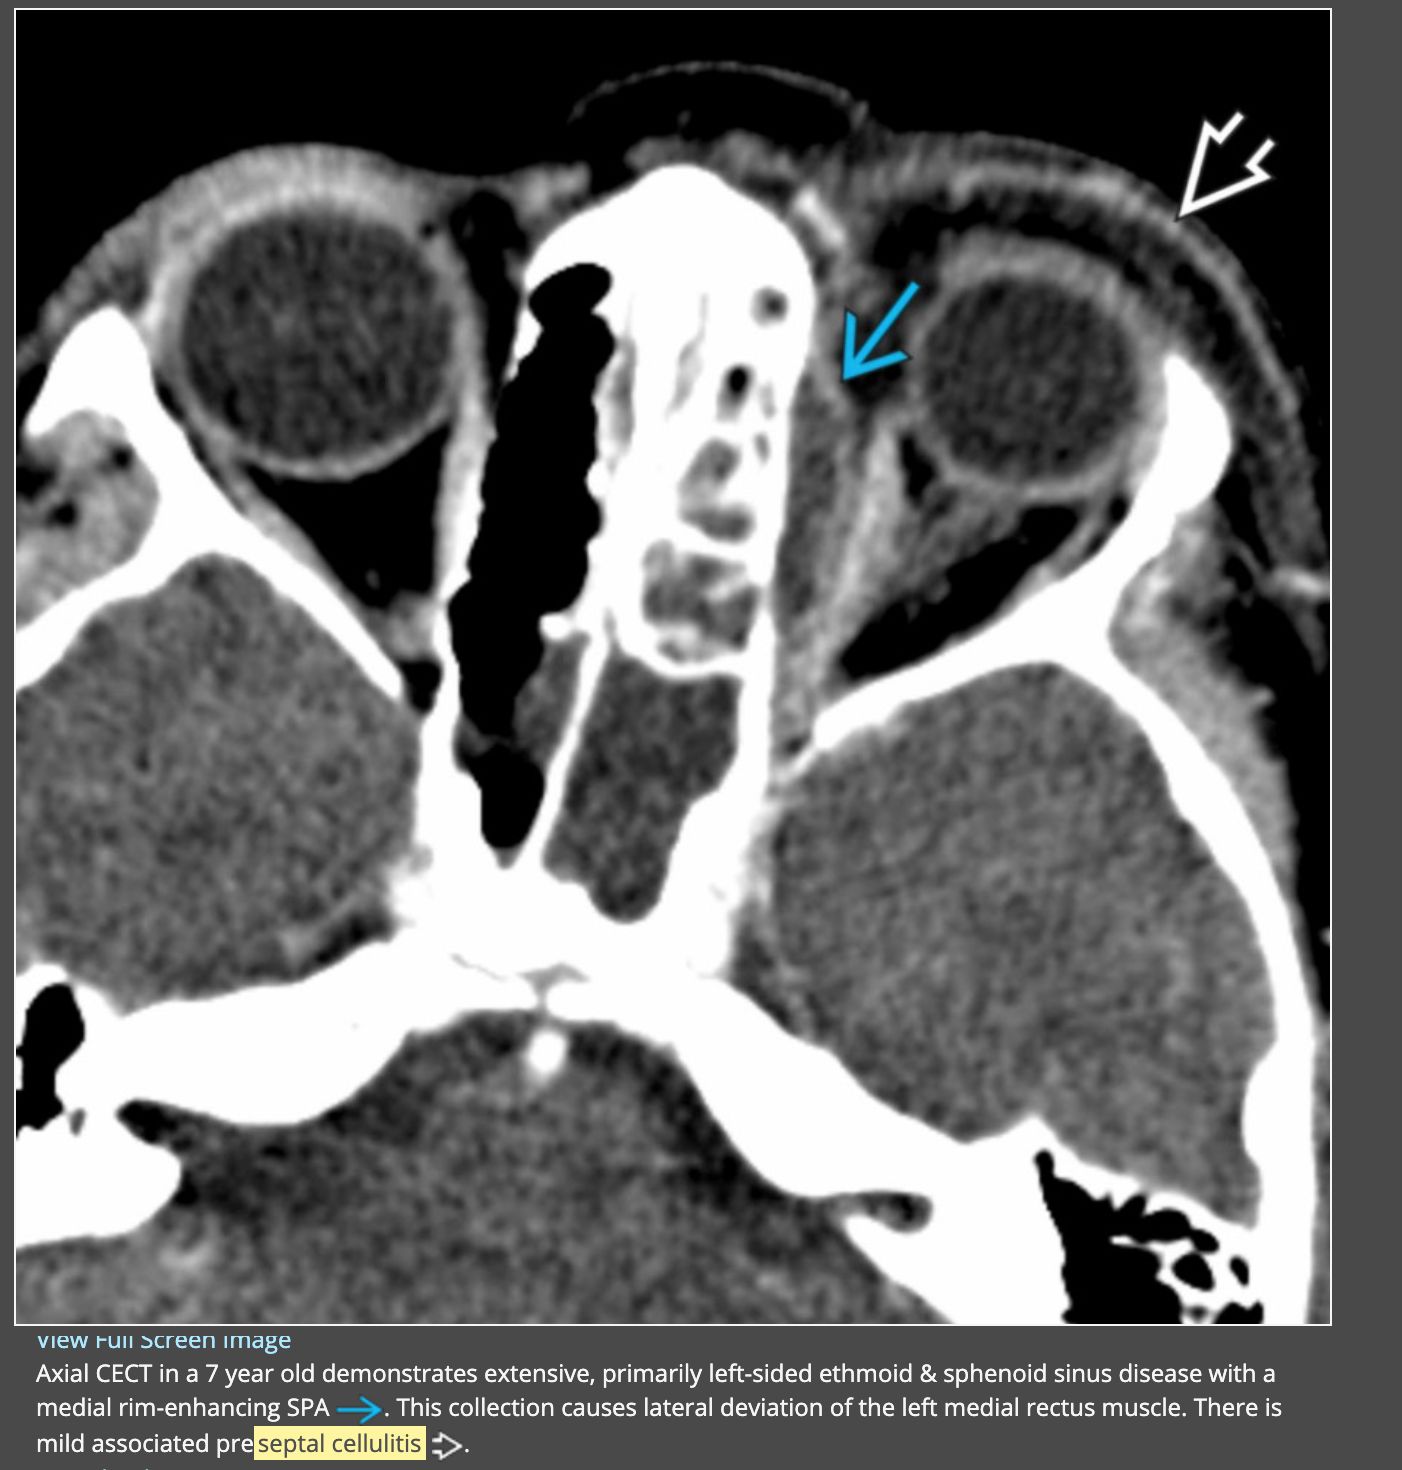 View Full Screen Image
Axial CECT in a 7 year old demonstrates extensive, primarily left-sided ethmoid & sphenoid sinus disease with a
medial rim-enhancing SPA . This collection causes lateral deviation of the left medial rectus muscle. There is
mild associated preseptal cellulitis .